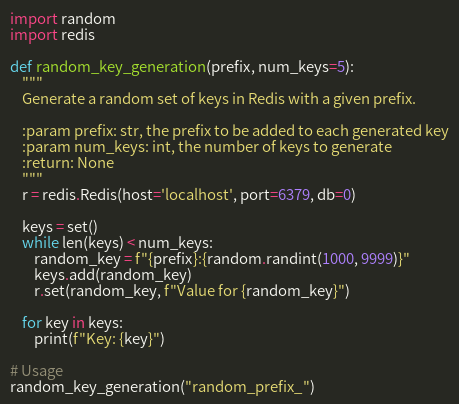 import random
import redis

def random_key_generation(prefix, num_keys=5):
    """
    Generate a random set of keys in Redis with a given prefix.

    :param prefix: str, the prefix to be added to each generated key
    :param num_keys: int, the number of keys to generate
    :return: None
    """
    r = redis.Redis(host='localhost', port=6379, db=0)

    keys = set()
    while len(keys) < num_keys:
        random_key = f"{prefix}:{random.randint(1000, 9999)}"
        keys.add(random_key)
        r.set(random_key, f"Value for {random_key}")

    for key in keys:
        print(f"Key: {key}")

# Usage
random_key_generation("random_prefix_")